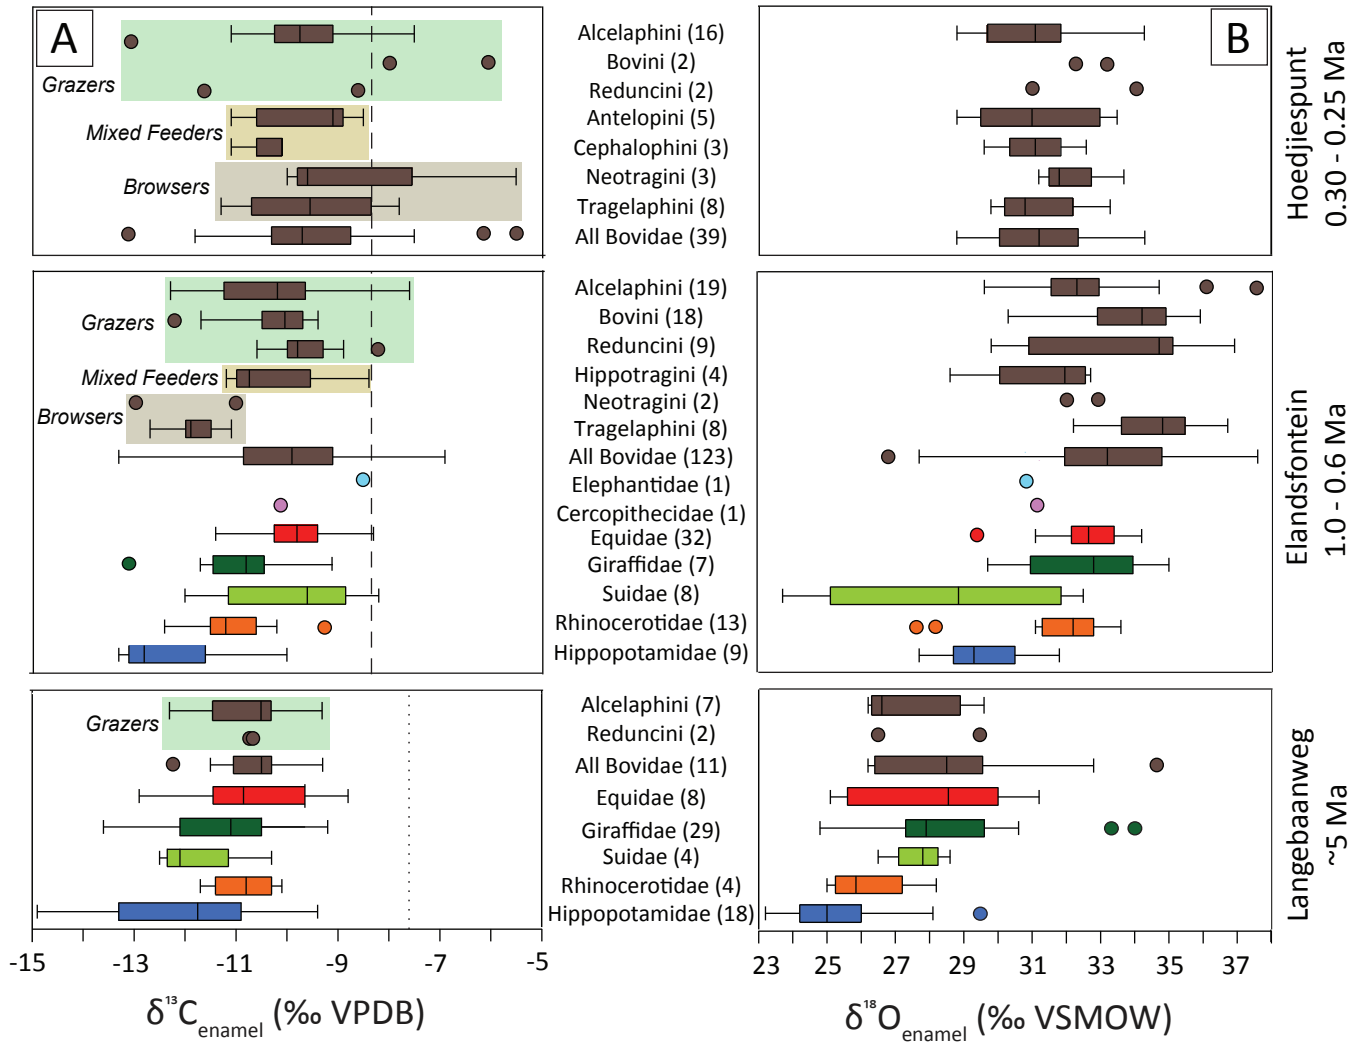 A
B
Grazers
Mixed Feeders
Browsers
Alcelaphini (16)
Bovini (2)
Reduncini (2)
Antelopini (5)
Cephalophini (3)
Neotragini (3)
Tragelaphini (8)
All Bovidae (39)
Hoedjiespunt
0.30 - 0.25 Ma
Grazers
Mixed Feeders
Browsers
Alcelaphini (19)
Bovini (18)
Reduncini (9)
Hippotragini (4)
Neotragini (2)
Tragelaphini (8)
All Bovidae (123)
Elephantidae (1)
Cercopithecidae (1)
Equidae (32)
Giraffidae (7)
Suidae (8)
Rhinocerotidae (13)
Hippopotamidae (9)
Elandsfontein
1.0 - 0.6 Ma
Grazers
Alcelaphini (7)
Reduncini (2)
All Bovidae (11)
Equidae (8)
Giraffidae (29)
Suidae (4)
Rhinocerotidae (4)
Hippopotamidae (18)
Langebaanweg
~5 Ma
-15 -13 -11 -9 -7 -5
δ¹³C enamel (‰ VPDB)
23 25 27 29 31 33 35 37
δ¹⁸O enamel (‰ VSMOW)